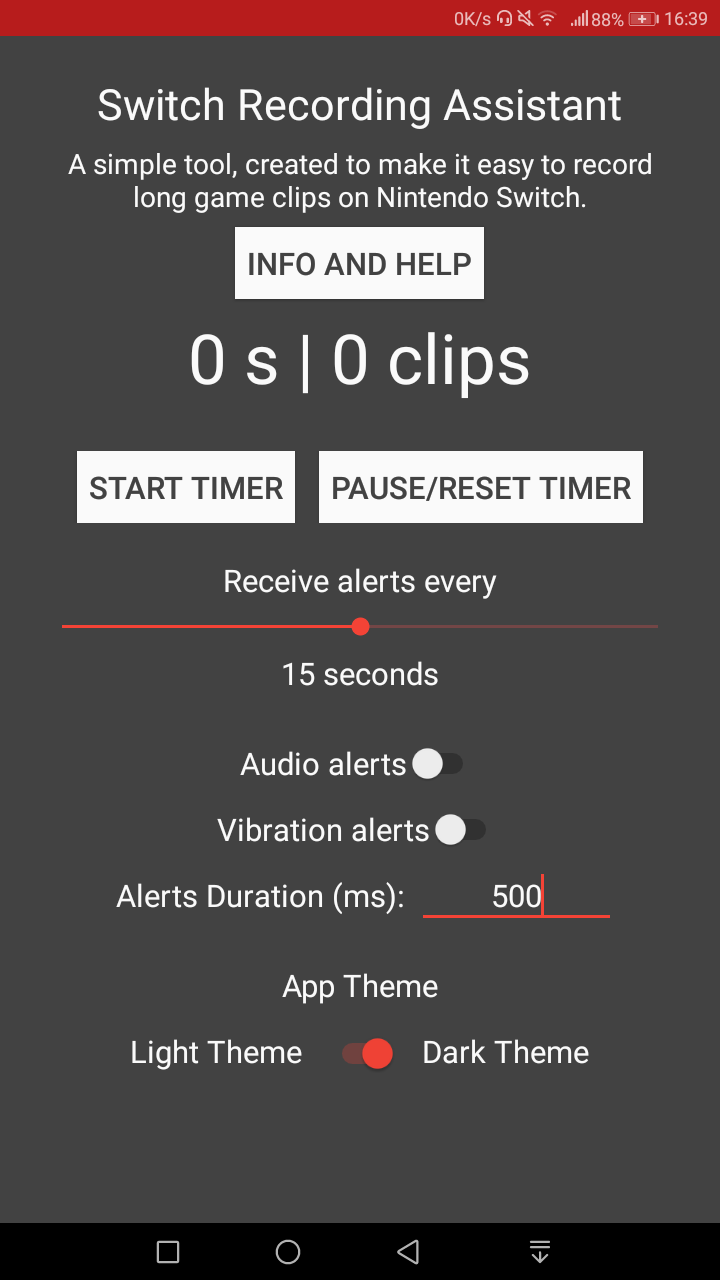 0K/s 88% 16:39
Switch Recording Assistant
A simple tool, created to make it easy to record
long game clips on Nintendo Switch.
INFO AND HELP
0 s | 0 clips
START TIMER PAUSE/RESET TIMER
Receive alerts every
15 seconds
Audio alerts
Vibration alerts
Alerts Duration (ms): 500
App Theme
Light Theme Dark Theme